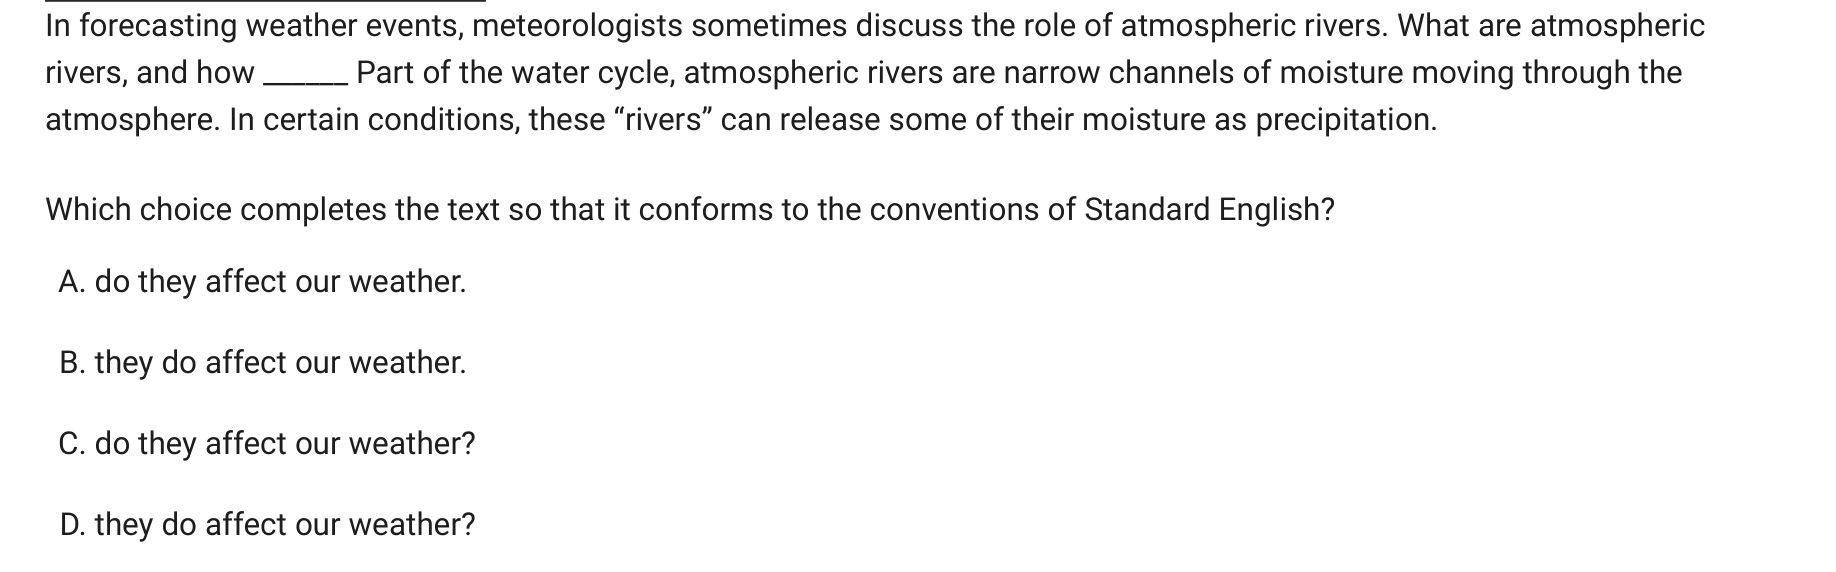 In forecasting weather events, meteorologists sometimes discuss the role of atmospheric rivers. What are atmospheric
rivers, and how ______ Part of the water cycle, atmospheric rivers are narrow channels of moisture moving through the
atmosphere. In certain conditions, these “rivers” can release some of their moisture as precipitation.
Which choice completes the text so that it conforms to the conventions of Standard English?
A. do they affect our weather.
B. they do affect our weather.
C. do they affect our weather?
D. they do affect our weather?